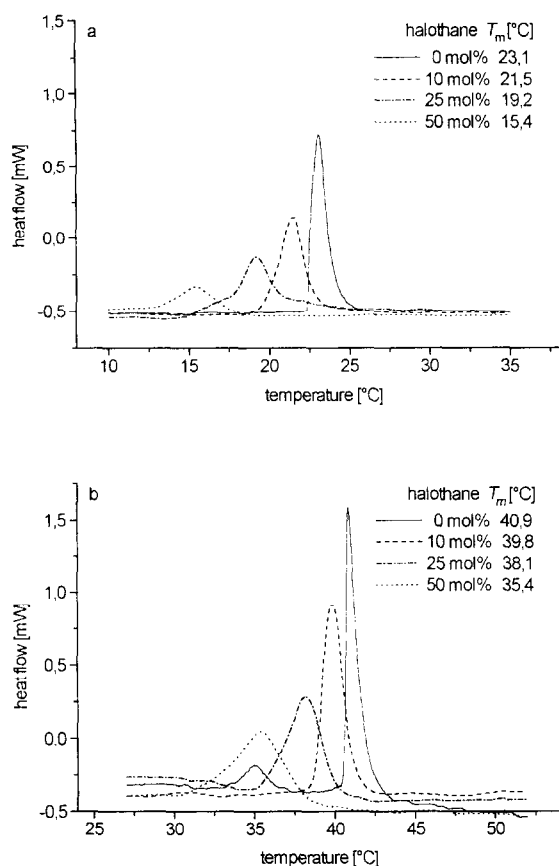 a
halothane Tm [°C]
0 mol% 23,1
10 mol% 21,5
25 mol% 19,2
50 mol% 15,4
heat flow [mW]
1,5
1,0
0,5
0,0
-0,5
10 15 20 25 30 35
temperature [°C]
b
halothane Tm [°C]
0 mol% 40,9
10 mol% 39,8
25 mol% 38,1
50 mol% 35,4
heat flow [mW]
1,5
1,0
0,5
0,0
-0,5
25 30 35 40 45 50
temperature [°C]